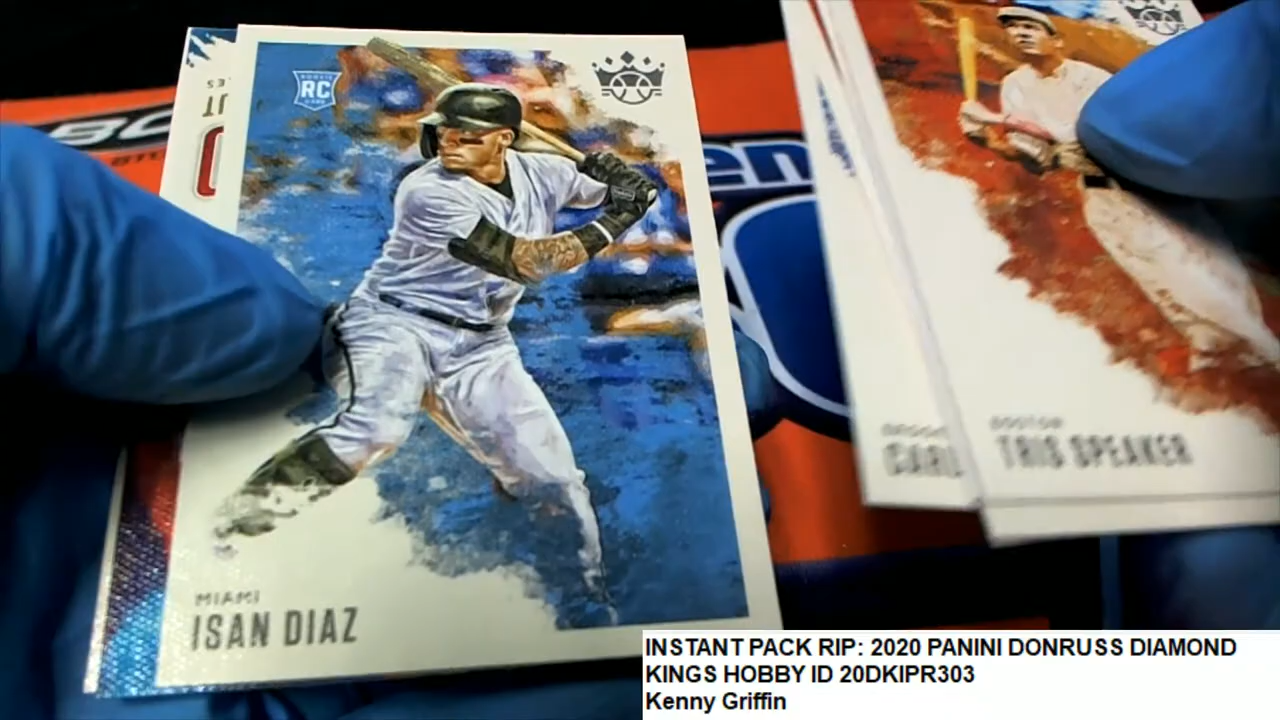 ROOKIE
RC
CARD
MIAMI
ISAN DIAZ
BOSTON
TRIS SPEAKER
CARL
INSTANT PACK RIP: 2020 PANINI DONRUSS DIAMOND
KINGS HOBBY ID 20DKIPR303
Kenny Griffin